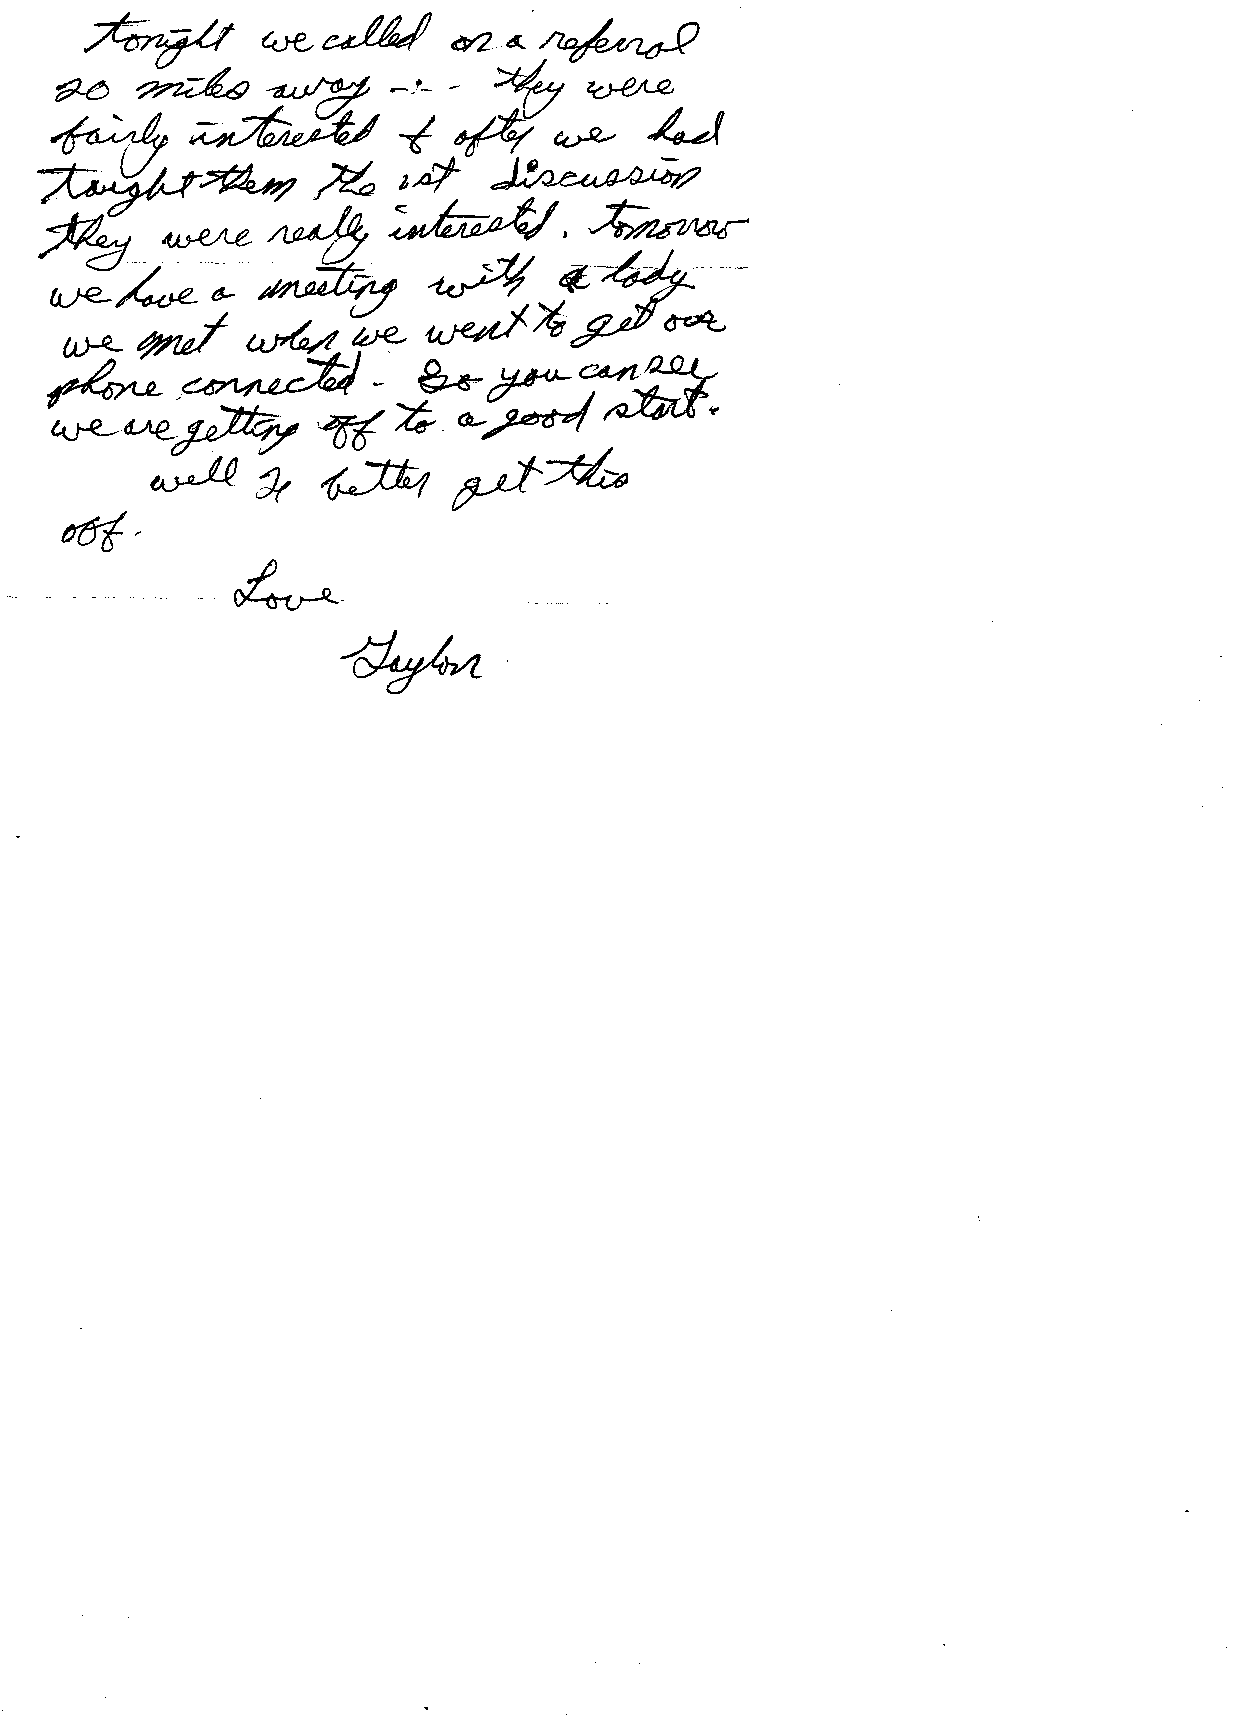 tonight we called on a referral
20 miles away --- they were
fairly interested & after we had
taught them the 1st discussion
they were really interested. tomorrow
we have a meeting with a lady
we met when we went to get our
phone connected - So you can see
we are getting off to a good start.
well I better get this
off.
Love
Gaylon